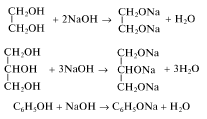 CH₂OH CH₂ONa
| + 2NaOH → | + H₂O
CH₂OH CH₂ONa
CH₂OH CH₂ONa
| |
CHOH + 3NaOH → CHONa + 3H₂O
| |
CH₂OH CH₂ONa
C₆H₅OH + NaOH → C₆H₅ONa + H₂O